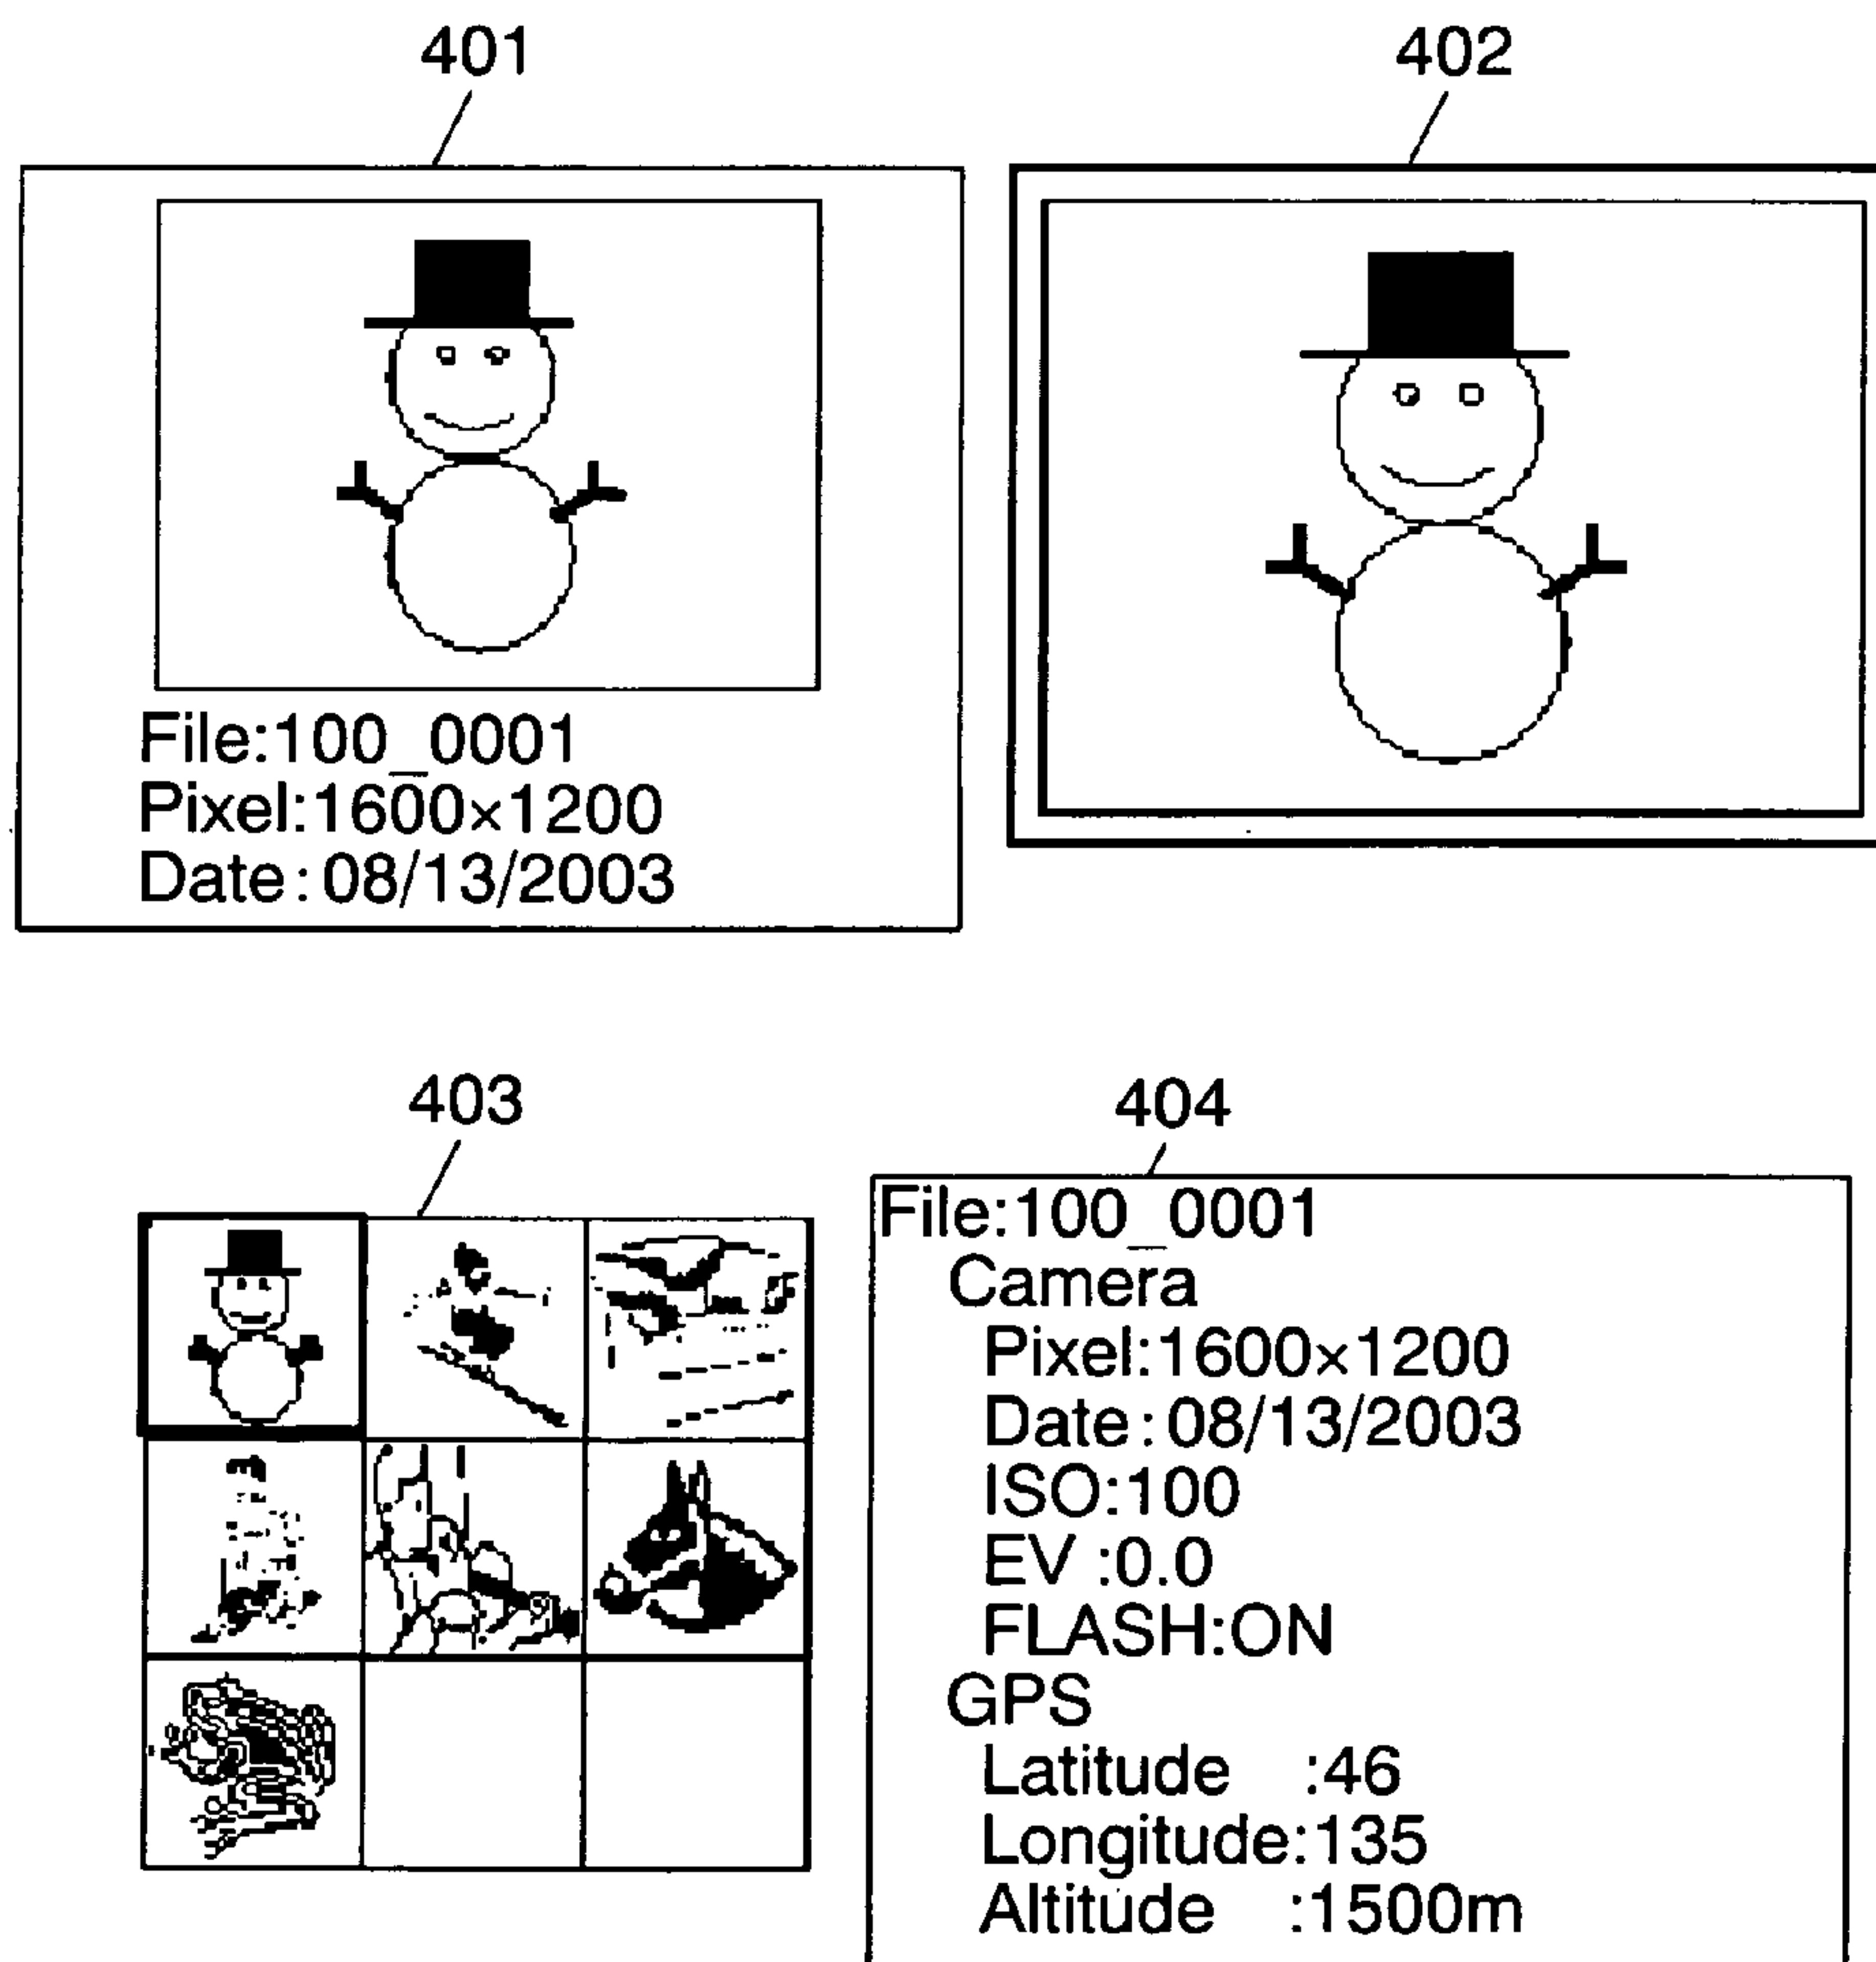 401
402
File:100_0001
Pixel:1600×1200
Date:08/13/2003
403
404
File:100_0001
Camera
Pixel:1600×1200
Date:08/13/2003
ISO:100
EV :0.0
FLASH:ON
GPS
Latitude :46
Longitude:135
Altitude :1500m